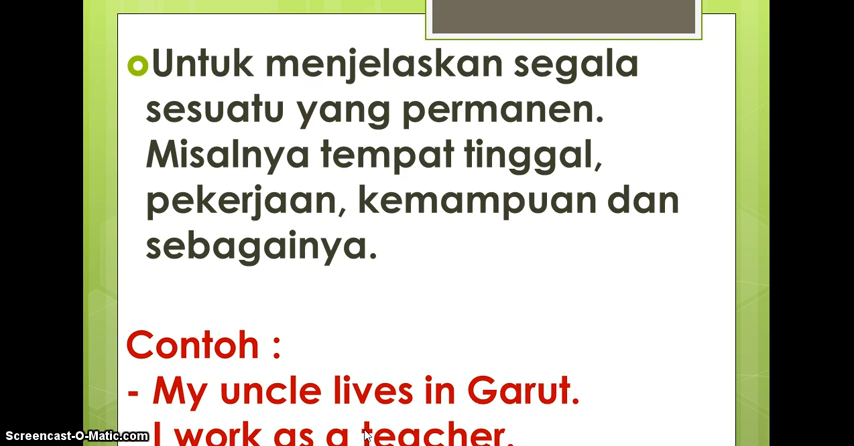 Untuk menjelaskan segala
sesuatu yang permanen.
Misalnya tempat tinggal,
pekerjaan, kemampuan dan
sebagainya.
Contoh :
- My uncle lives in Garut.
- I work as a teacher.
Screencast-O-Matic.com